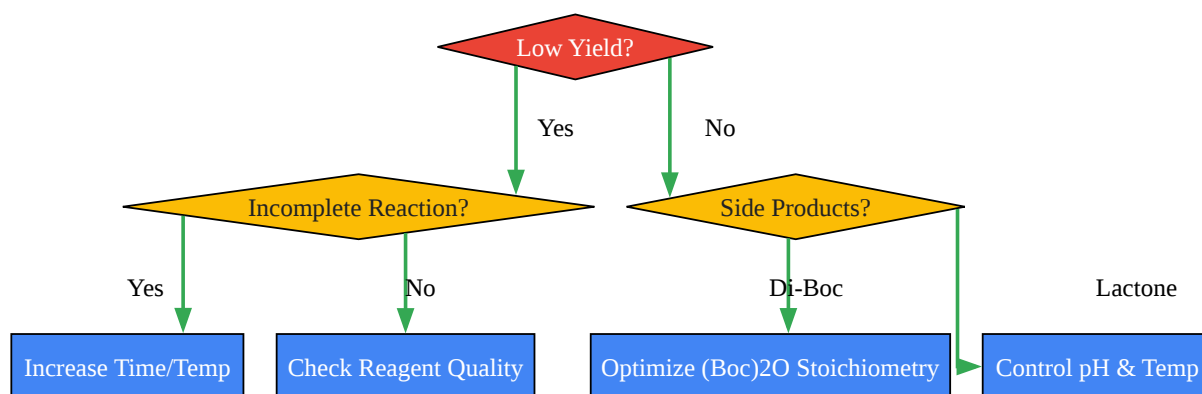 Low Yield?
Yes
No
Incomplete Reaction?
Side Products?
Yes
No
Di-Boc
Lactone
Increase Time/Temp
Check Reagent Quality
Optimize (Boc)2O Stoichiometry
Control pH & Temp